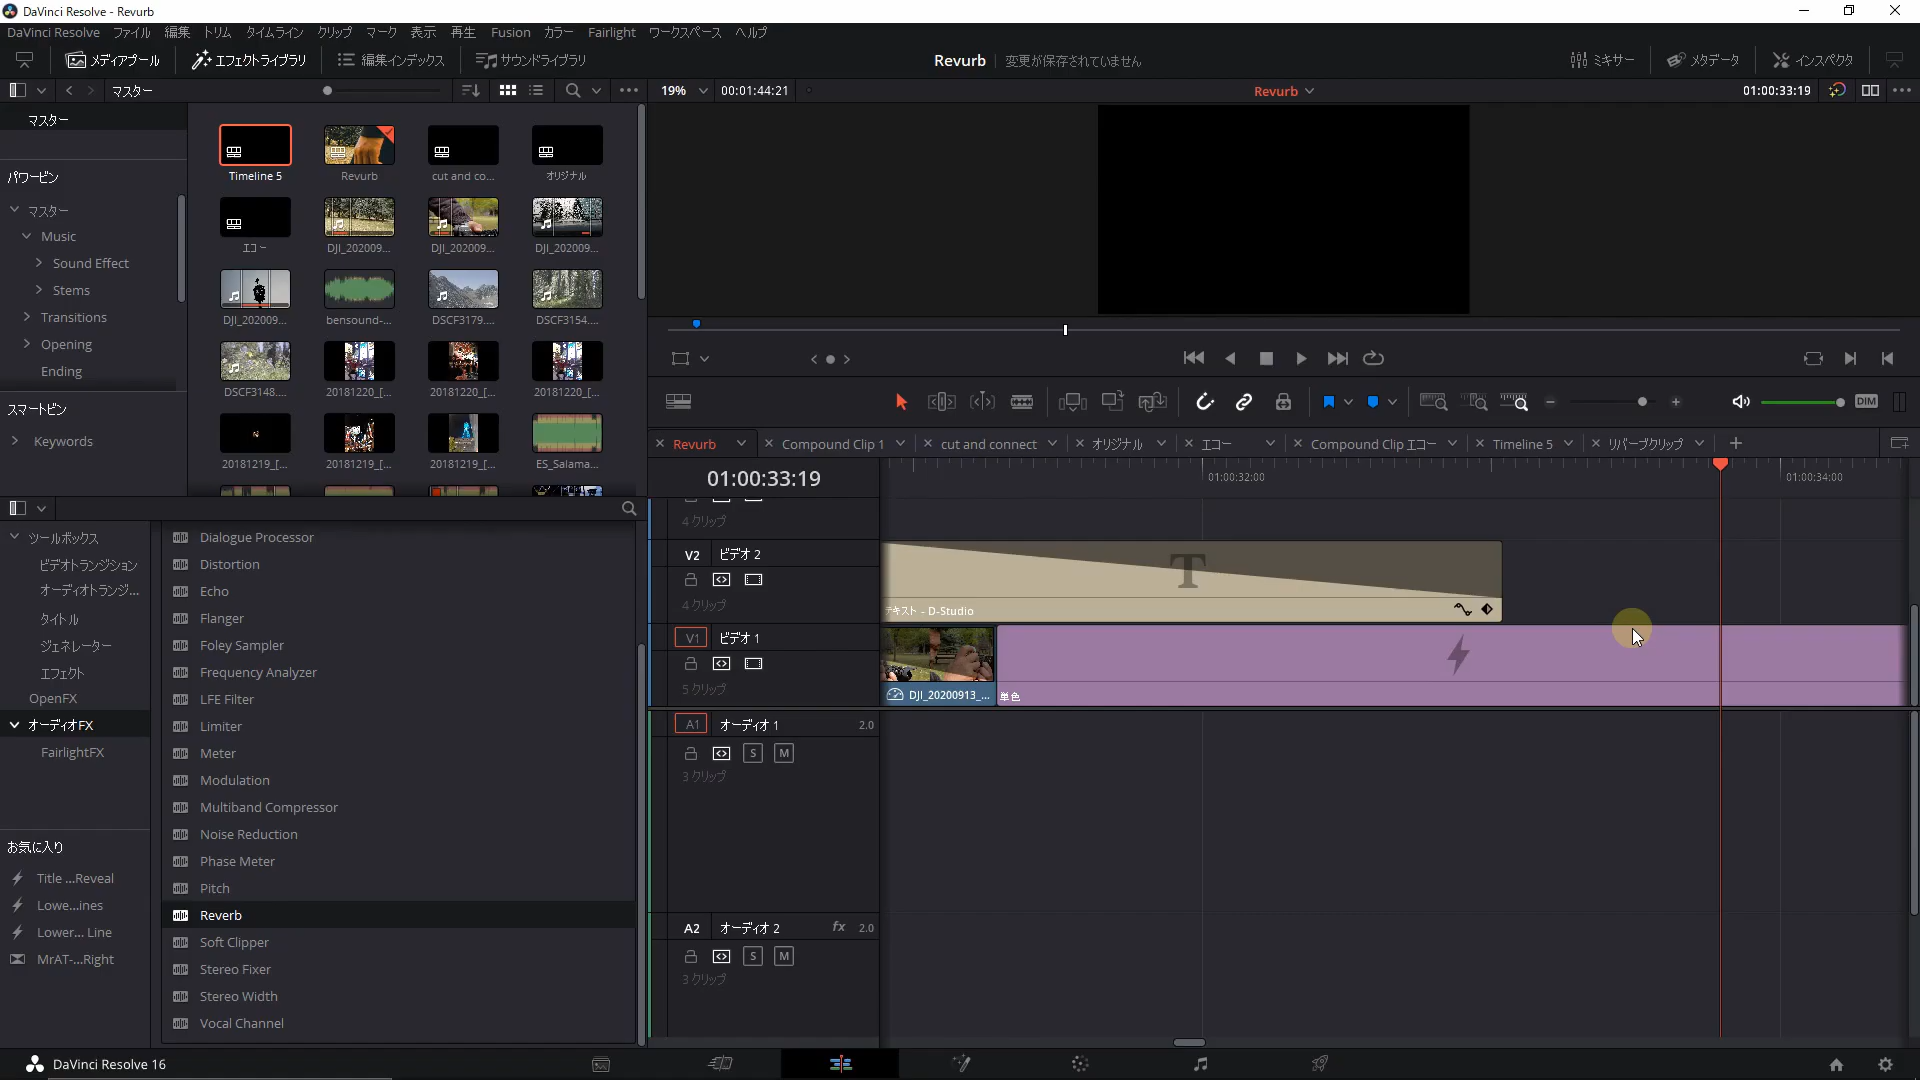 DaVinci Resolve - Revurb
DaVinci Resolve ファイル 編集 トリム タイムライン クリップ マーク 表示 再生 Fusion カラー Fairlight ワークスペース ヘルプ
メディアプール エフェクトライブラリ 編集インデックス サウンドライブラリ Revurb 変更が保存されていません ミキサー メタデータ インスペクタ
マスター 19% 00:01:44:21 Revurb 01:00:33:19
マスター
パワービン
マスター
Music
Sound Effect
Stems
Transitions
Opening
Ending
スマートビン
Keywords
Timeline 5 Revurb cut and co... オリジナル
エコー DJI_202009... DJI_202009... DJI_202009...
DJI_202009... bensound-... DSCF3179.... DSCF3154....
DSCF3148.... 20181220_[... 20181220_[... 20181220_[...
20181219_[... 20181219_[... 20181219_[... ES_Salama...
DIM
Revurb Compound Clip 1 cut and connect オリジナル エコー Compound Clip エコー Timeline 5 リバーブクリップ
01:00:33:19 01:00:32:00 01:00:34:00
4 クリップ
V2 ビデオ 2
4 クリップ
T
テキスト - D-Studio
V1 ビデオ 1
5 クリップ
DJI_20200913_... 単色
A1 オーディオ 1 2.0
S M
3 クリップ
A2 オーディオ 2 fx 2.0
S M
3 クリップ
ツールボックス
ビデオトランジション
オーディオトランジ...
タイトル
ジェネレーター
エフェクト
OpenFX
オーディオFX
FairlightFX
お気に入り
Title ...Reveal
Lowe...ines
Lower... Line
MrAT-...Right
Dialogue Processor
Distortion
Echo
Flanger
Foley Sampler
Frequency Analyzer
LFE Filter
Limiter
Meter
Modulation
Multiband Compressor
Noise Reduction
Phase Meter
Pitch
Reverb
Soft Clipper
Stereo Fixer
Stereo Width
Vocal Channel
DaVinci Resolve 16